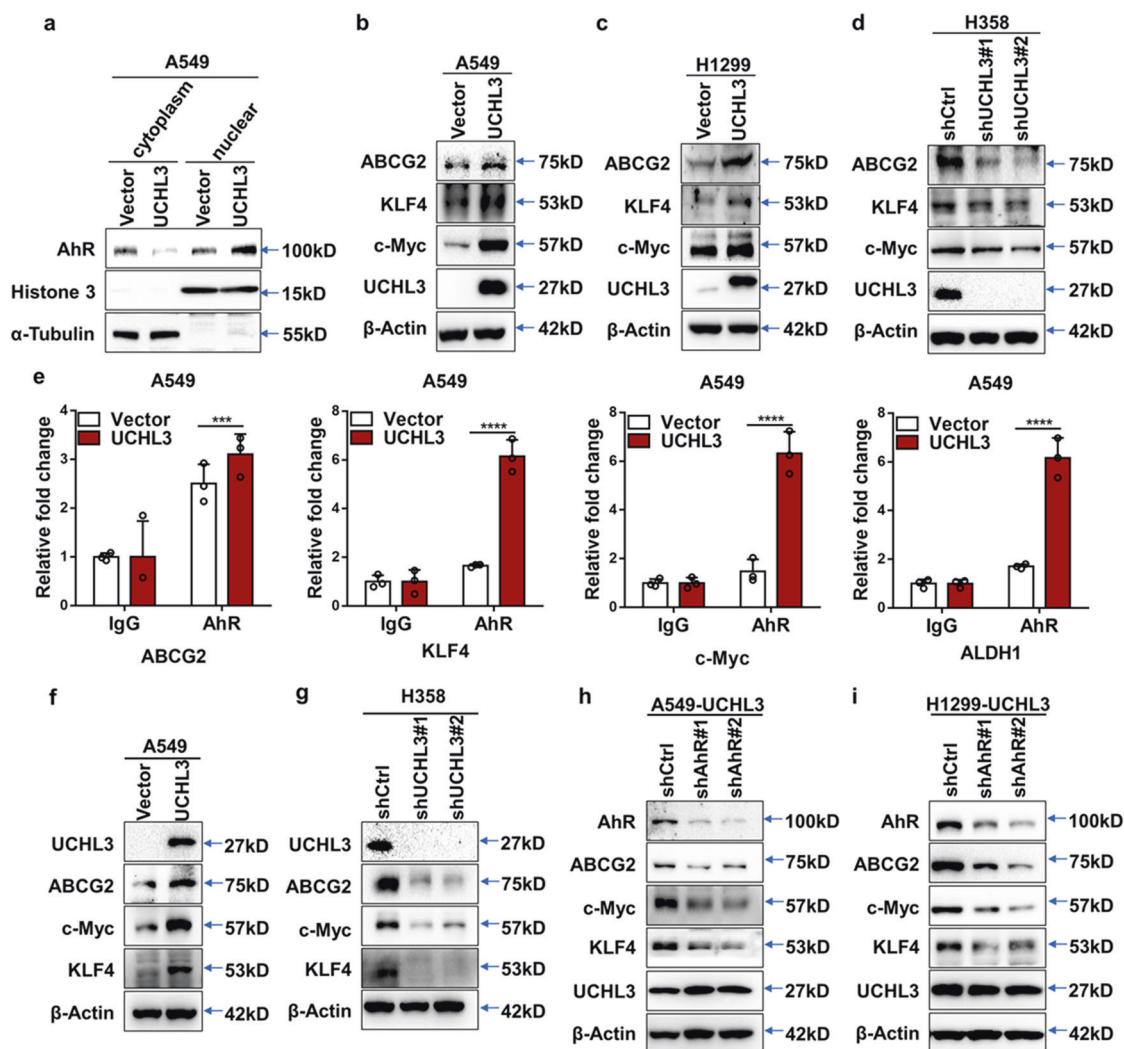 a
A549
cytoplasm
nuclear
Vector
UCHL3
Vector
UCHL3
AhR
100kD
Histone 3
15kD
α-Tubulin
55kD
b
A549
Vector
UCHL3
ABCG2
75kD
KLF4
53kD
c-Myc
57kD
UCHL3
27kD
β-Actin
42kD
c
H1299
Vector
UCHL3
ABCG2
75kD
KLF4
53kD
c-Myc
57kD
UCHL3
27kD
β-Actin
42kD
d
H358
shCtrl
shUCHL3#1
shUCHL3#2
ABCG2
75kD
KLF4
53kD
c-Myc
57kD
UCHL3
27kD
β-Actin
42kD
e
A549
Relative fold change
4
3
2
1
0
Vector
UCHL3
***
IgG
AhR
ABCG2
A549
Relative fold change
8
6
4
2
0
Vector
UCHL3
****
IgG
AhR
KLF4
A549
Relative fold change
8
6
4
2
0
Vector
UCHL3
****
IgG
AhR
c-Myc
A549
Relative fold change
8
6
4
2
0
Vector
UCHL3
****
IgG
AhR
ALDH1
f
A549
Vector
UCHL3
UCHL3
27kD
ABCG2
75kD
c-Myc
57kD
KLF4
53kD
β-Actin
42kD
g
H358
shCtrl
shUCHL3#1
shUCHL3#2
UCHL3
27kD
ABCG2
75kD
c-Myc
57kD
KLF4
53kD
β-Actin
42kD
h
A549-UCHL3
shCtrl
shAhR#1
shAhR#2
AhR
100kD
ABCG2
75kD
c-Myc
57kD
KLF4
53kD
UCHL3
27kD
β-Actin
42kD
i
H1299-UCHL3
shCtrl
shAhR#1
shAhR#2
AhR
100kD
ABCG2
75kD
c-Myc
57kD
KLF4
53kD
UCHL3
27kD
β-Actin
42kD